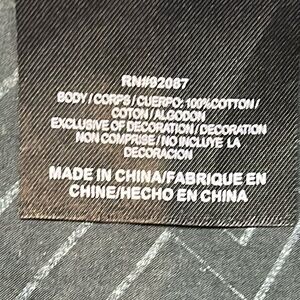 RN#92087
BODY/CORPS/CUERPO: 100%COTTON/
COTON/ALGODON
EXCLUSIVE OF DECORATION/DECORATION
NON COMPRISE/NO INCLUYE LA
DECORACION
MADE IN CHINA/FABRIQUE EN
CHINE/HECHO EN CHINA